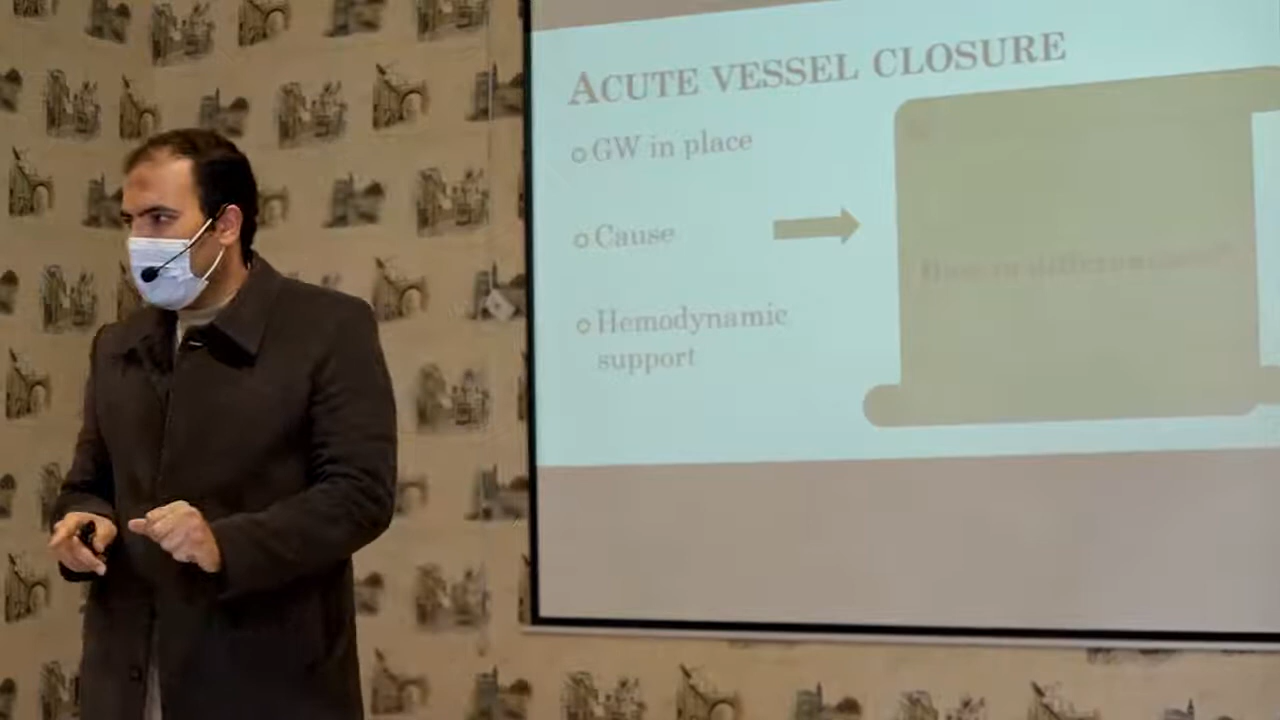 ACUTE VESSEL CLOSURE
GW in place
Cause
Hemodynamic
support